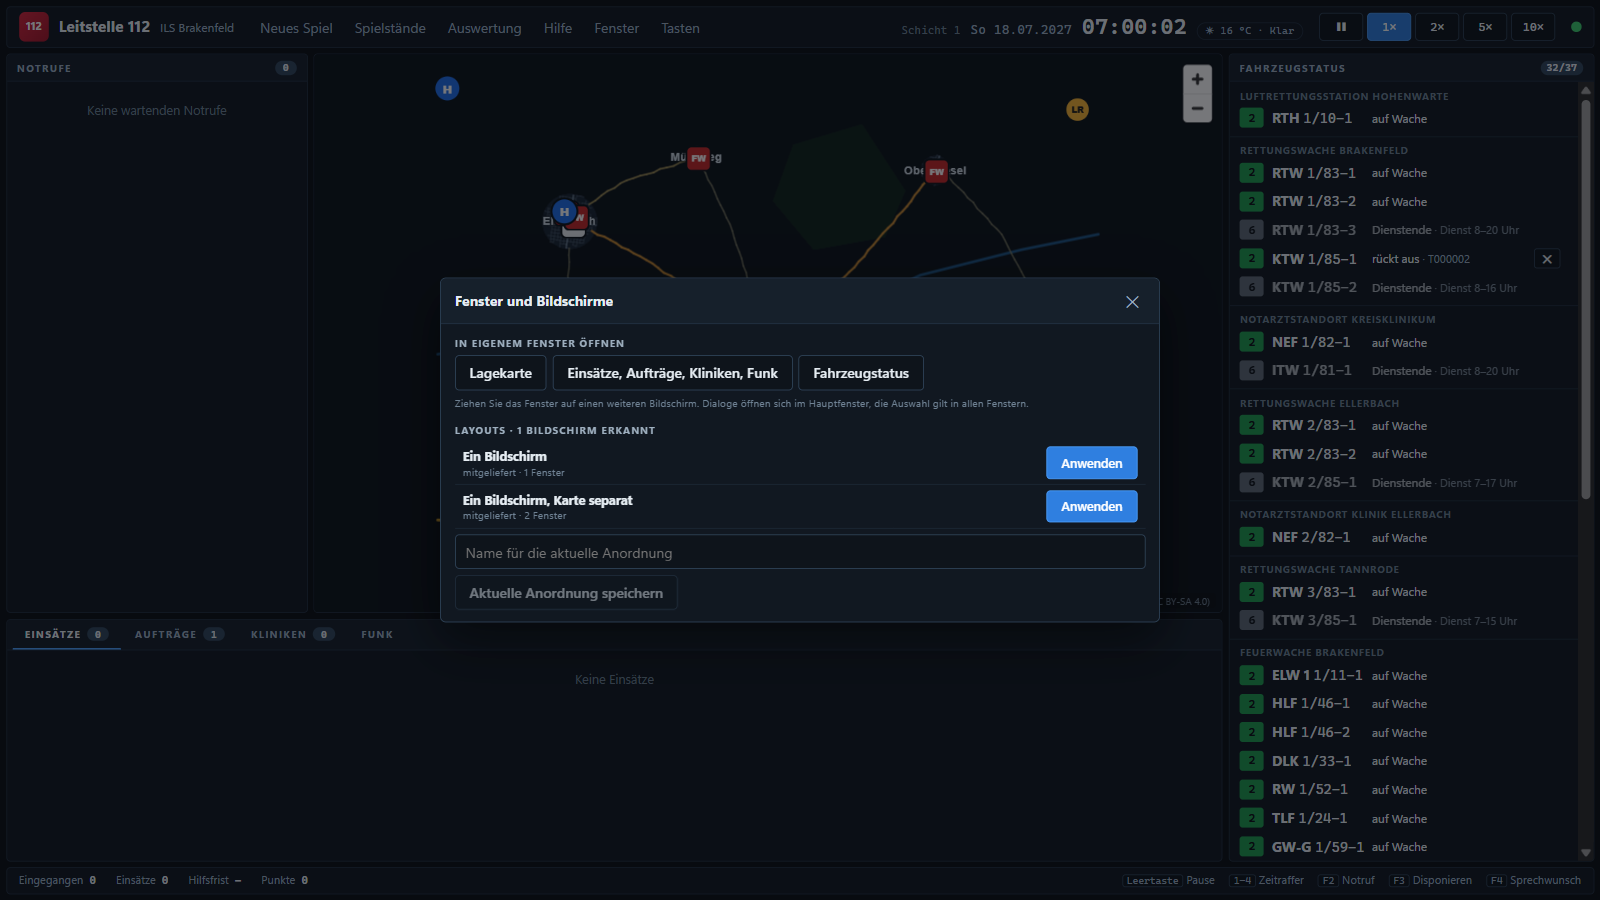 112 Leitstelle 112 ILS Brakenfeld Neues Spiel Spielstände Auswertung Hilfe Fenster Tasten Schicht 1 So 18.07.2027 07:00:02 ☀ 16 °C · Klar 1× 2× 5× 10×
NOTRUFE 0
Keine wartenden Notrufe
H
LR
+
−
FW
FW
H
BY-SA 4.0)
Fenster und Bildschirme
IN EIGENEM FENSTER ÖFFNEN
Lagekarte Einsätze, Aufträge, Kliniken, Funk Fahrzeugstatus
Ziehen Sie das Fenster auf einen weiteren Bildschirm. Dialoge öffnen sich im Hauptfenster, die Auswahl gilt in allen Fenstern.
LAYOUTS · 1 BILDSCHIRM ERKANNT
Ein Bildschirm
mitgeliefert · 1 Fenster
Anwenden
Ein Bildschirm, Karte separat
mitgeliefert · 2 Fenster
Anwenden
Name für die aktuelle Anordnung
Aktuelle Anordnung speichern
EINSÄTZE 0 AUFTRÄGE 1 KLINIKEN 0 FUNK
Keine Einsätze
FAHRZEUGSTATUS 32/37
LUFTRETTUNGSSTATION HOHENWARTE
2 RTH 1/10–1 auf Wache
RETTUNGSWACHE BRAKENFELD
2 RTW 1/83–1 auf Wache
2 RTW 1/83–2 auf Wache
6 RTW 1/83–3 Dienstende · Dienst 8–20 Uhr
2 KTW 1/85–1 rückt aus · T000002
6 KTW 1/85–2 Dienstende · Dienst 8–16 Uhr
NOTARZTSTANDORT KREISKLINIKUM
2 NEF 1/82–1 auf Wache
6 ITW 1/81–1 Dienstende · Dienst 8–20 Uhr
RETTUNGSWACHE ELLERBACH
2 RTW 2/83–1 auf Wache
2 RTW 2/83–2 auf Wache
6 KTW 2/85–1 Dienstende · Dienst 7–17 Uhr
NOTARZTSTANDORT KLINIK ELLERBACH
2 NEF 2/82–1 auf Wache
RETTUNGSWACHE TANNRODE
2 RTW 3/83–1 auf Wache
6 KTW 3/85–1 Dienstende · Dienst 7–15 Uhr
FEUERWACHE BRAKENFELD
2 ELW 1 1/11–1 auf Wache
2 HLF 1/46–1 auf Wache
2 HLF 1/46–2 auf Wache
2 DLK 1/33–1 auf Wache
2 RW 1/52–1 auf Wache
2 TLF 1/24–1 auf Wache
2 GW-G 1/59–1 auf Wache
Eingegangen 0 Einsätze 0 Hilfsfrist – Punkte 0 Leertaste Pause 1–4 Zeitraffer F2 Notruf F3 Disponieren F4 Sprechwunsch